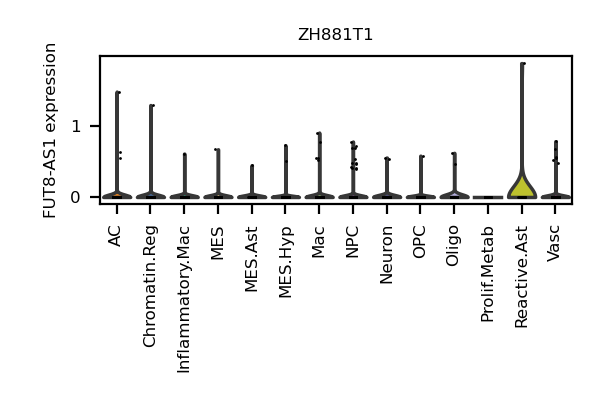 ZH881T1
FUT8-AS1 expression
1
0
AC
Chromatin.Reg
Inflammatory.Mac
MES
MES.Ast
MES.Hyp
Mac
NPC
Neuron
OPC
Oligo
Prolif.Metab
Reactive.Ast
Vasc